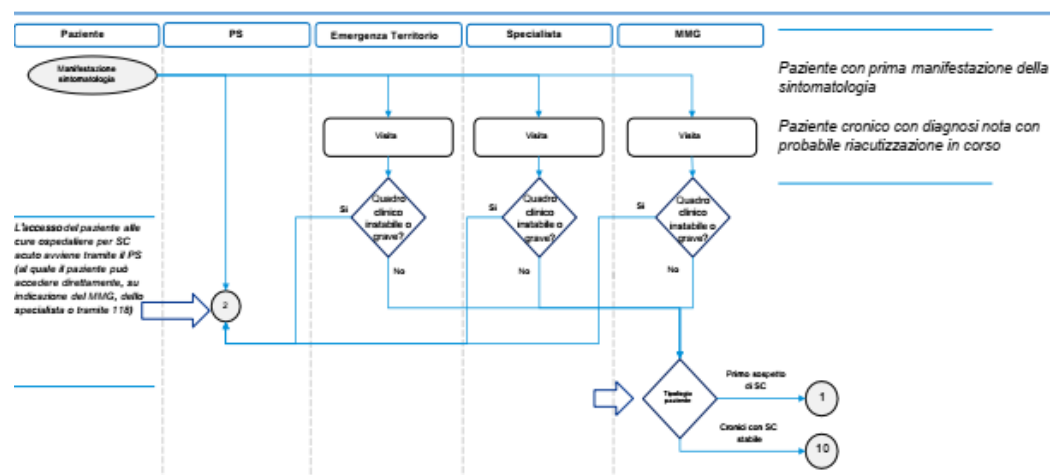 Paziente
PS
Emergenza Territorio
Specialista
MMG
Manifestazione
sintomatologia
Paziente con prima manifestazione della
sintomatologia
Paziente cronico con diagnosi nota con
probabile riacutizzazione in corso
Visita
Visita
Visita
Quadro
clinico
instabile o
grave?
Quadro
clinico
instabile o
grave?
Quadro
clinico
instabile o
grave?
Si
Si
Si
No
No
No
L'accesso del paziente alle
cure ospedaliere per SC
acuto avviene tramite il PS
(al quale il paziente può
accedere direttamente, su
indicazione del MMG, dello
specialista o tramite 118)
2
Tipologia
paziente
Primo sospetto
di SC
1
Cronici con SC
stabile
10